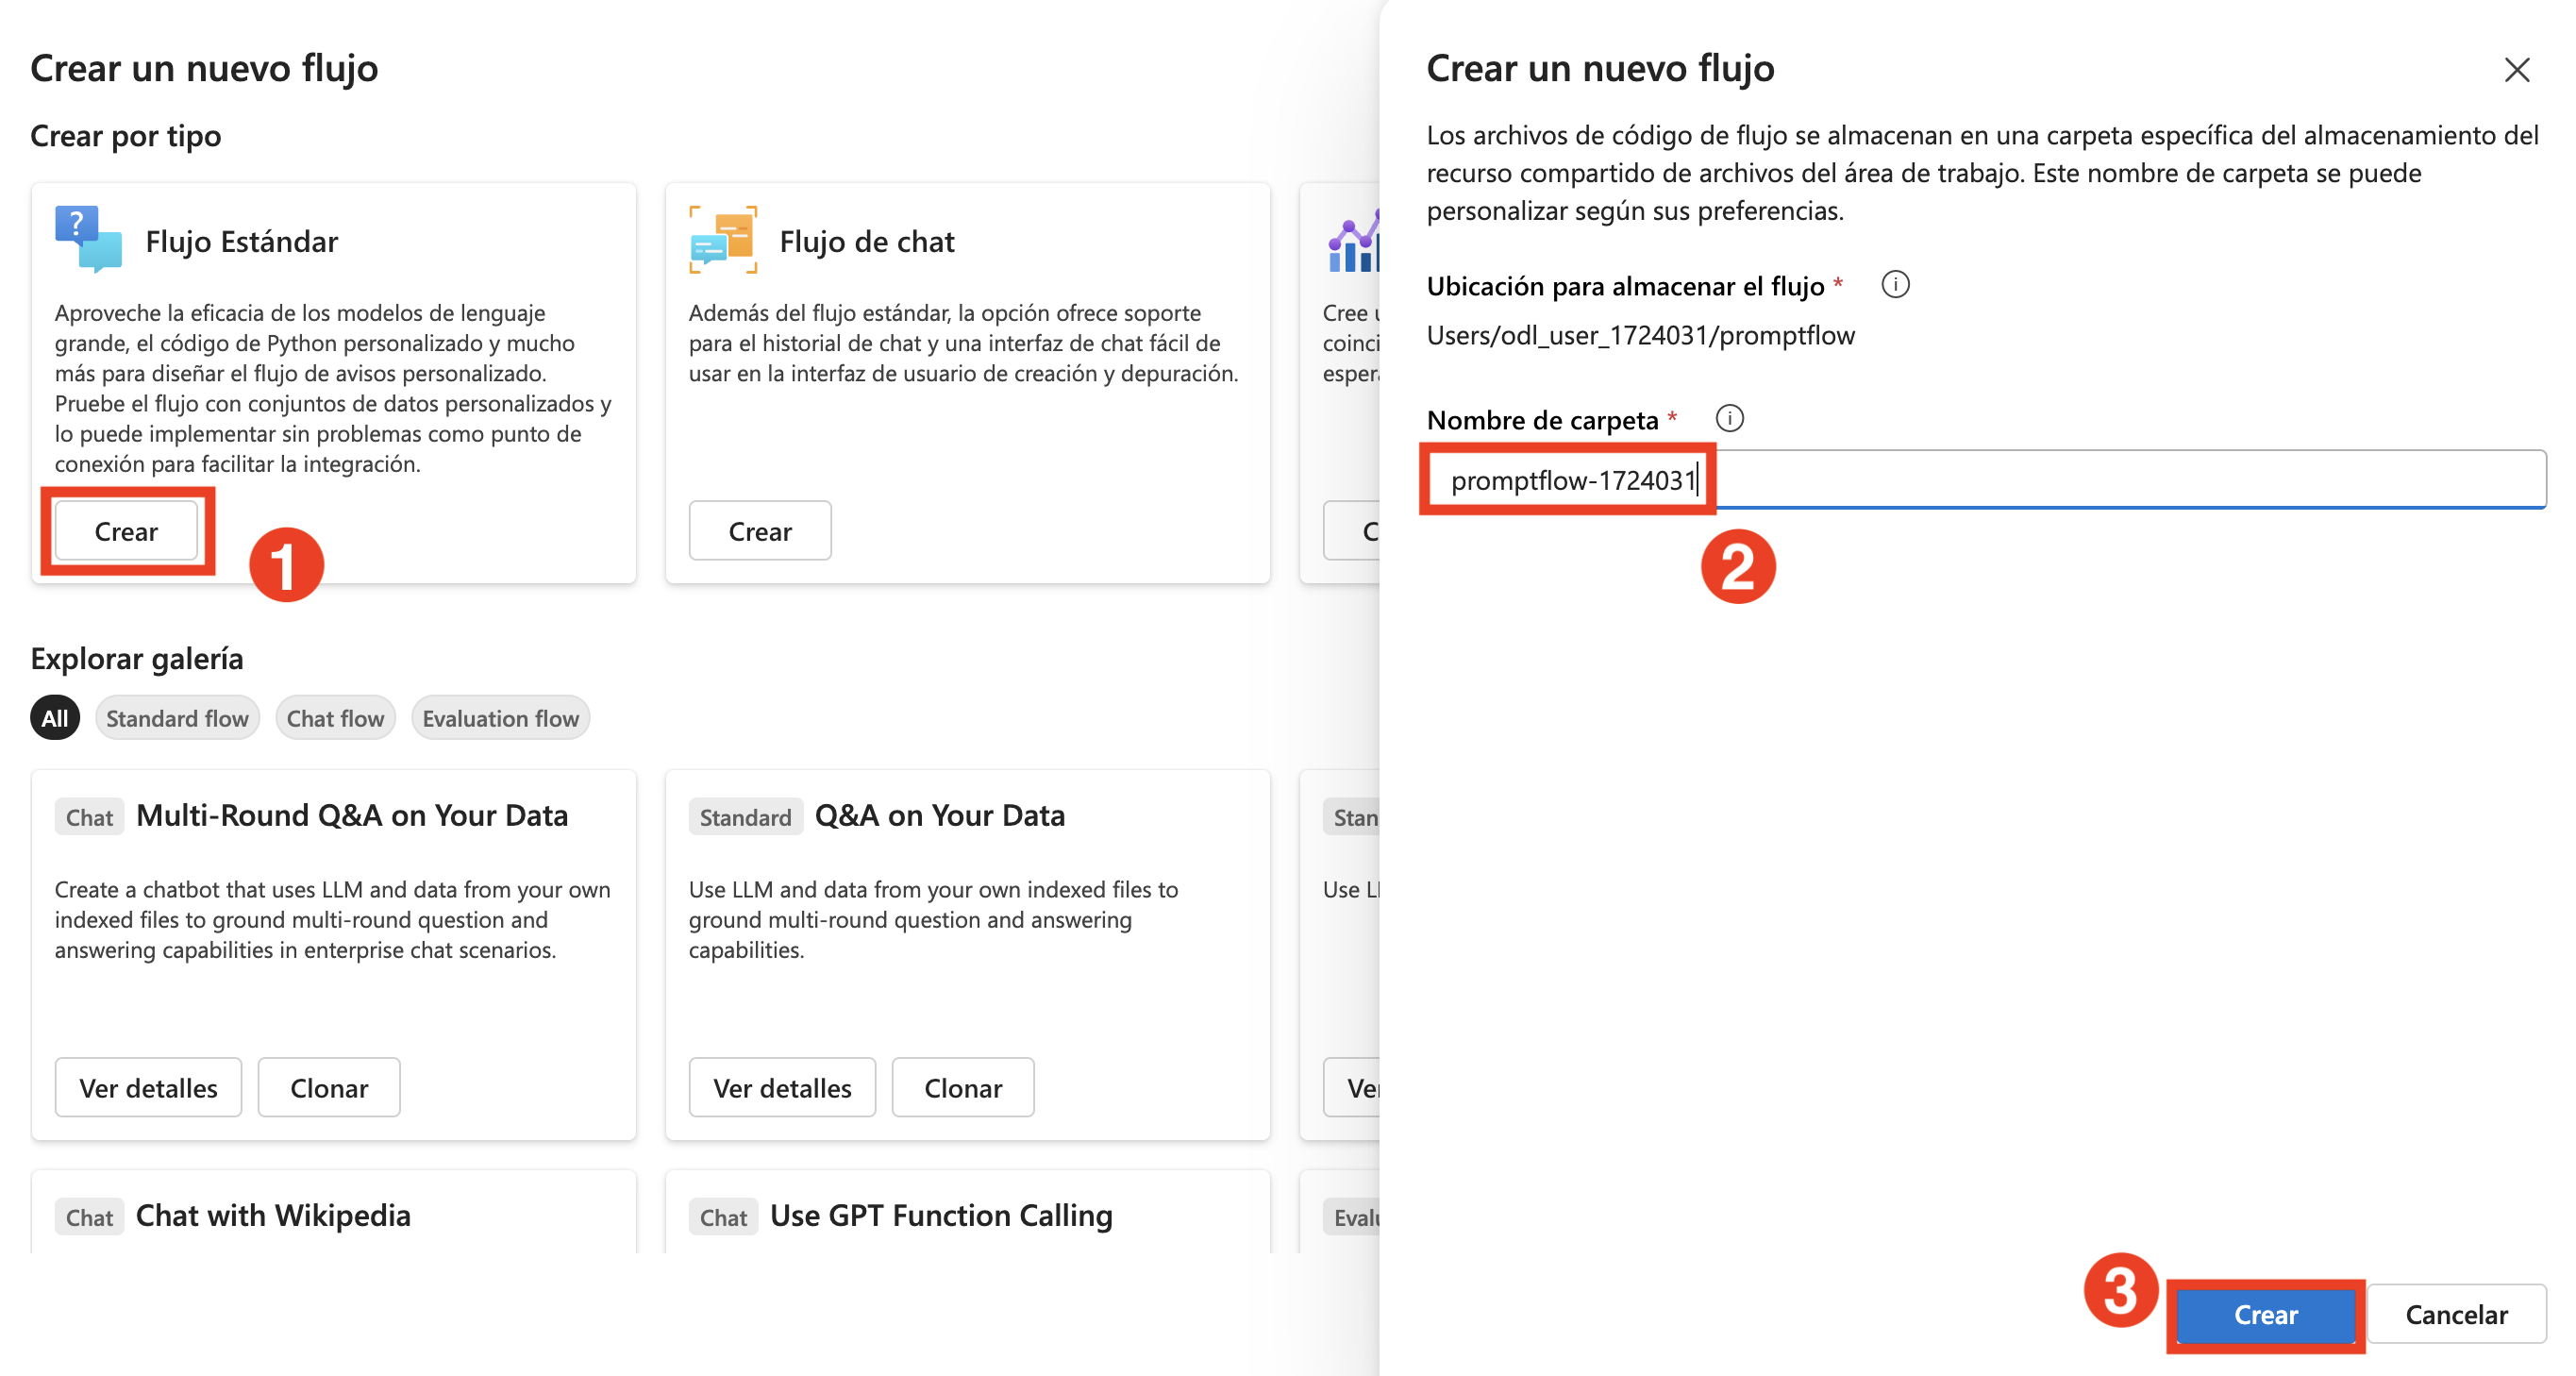 Crear un nuevo flujo
Crear por tipo
?
Flujo Estándar
Aproveche la eficacia de los modelos de lenguaje
grande, el código de Python personalizado y mucho
más para diseñar el flujo de avisos personalizado.
Pruebe el flujo con conjuntos de datos personalizados y
lo puede implementar sin problemas como punto de
conexión para facilitar la integración.
Crear
1
Flujo de chat
Además del flujo estándar, la opción ofrece soporte
para el historial de chat y una interfaz de chat fácil de
usar en la interfaz de usuario de creación y depuración.
Crear
Cree
coinci
esper
C
Explorar galería
All
Standard flow
Chat flow
Evaluation flow
Chat
Multi-Round Q&A on Your Data
Create a chatbot that uses LLM and data from your own
indexed files to ground multi-round question and
answering capabilities in enterprise chat scenarios.
Ver detalles
Clonar
Standard
Q&A on Your Data
Use LLM and data from your own indexed files to
ground multi-round question and answering
capabilities.
Ver detalles
Clonar
Stan
Use Ll
Ver
Chat
Chat with Wikipedia
Chat
Use GPT Function Calling
Evalu
Crear un nuevo flujo
Los archivos de código de flujo se almacenan en una carpeta específica del almacenamiento del
recurso compartido de archivos del área de trabajo. Este nombre de carpeta se puede
personalizar según sus preferencias.
Ubicación para almacenar el flujo *
Users/odl_user_1724031/promptflow
Nombre de carpeta *
promptflow-1724031
2
3
Crear
Cancelar